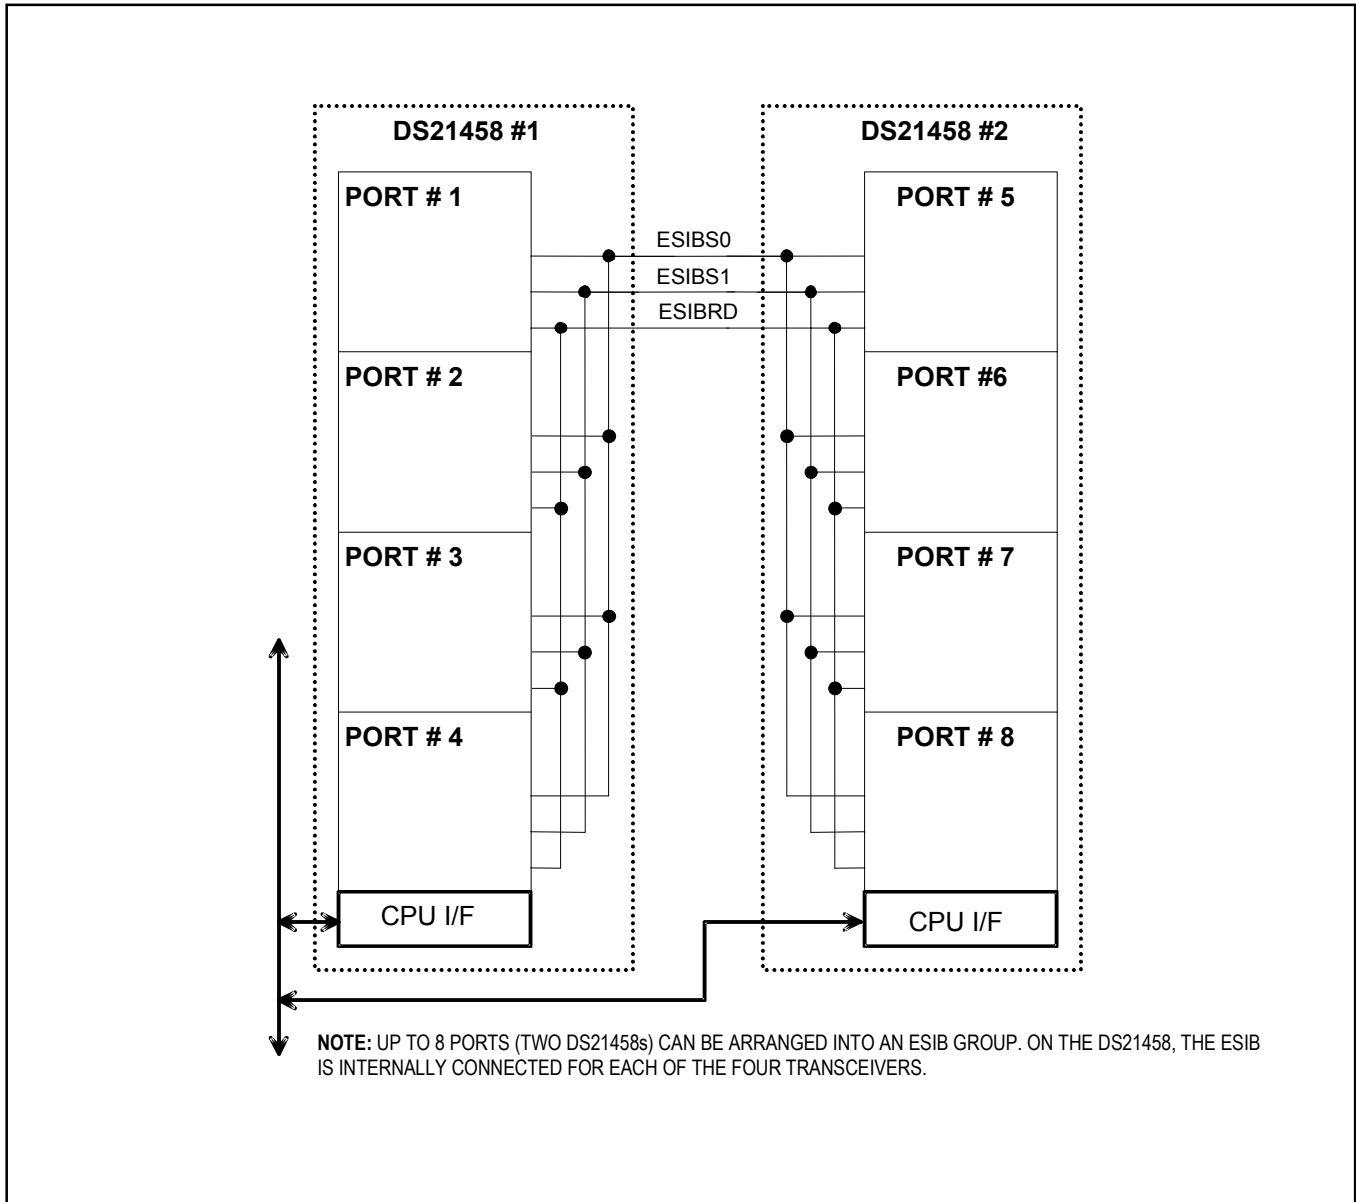 DS21458 #1
DS21458 #2
PORT # 1
PORT # 5
ESIBS0
ESIBS1
ESIBRD
PORT # 2
PORT #6
PORT # 3
PORT # 7
PORT # 4
PORT # 8
CPU I/F
CPU I/F
NOTE: UP TO 8 PORTS (TWO DS21458s) CAN BE ARRANGED INTO AN ESIB GROUP. ON THE DS21458, THE ESIB
IS INTERNALLY CONNECTED FOR EACH OF THE FOUR TRANSCEIVERS.